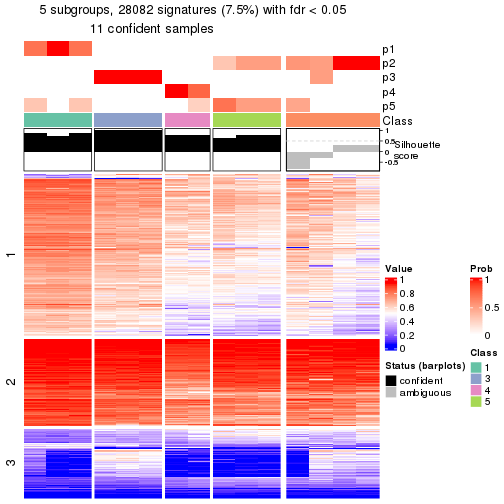 5 subgroups, 28082 signatures (7.5%) with fdr < 0.05
11 confident samples
p1
p2
p3
p4
p5
Class
1
0.5
0
-0.5
Silhouette
score
1
2
3
Value
1
0.8
0.6
0.4
0.2
0
Prob
1
0.5
0
Status (barplots)
confident
ambiguous
Class
1
3
4
5